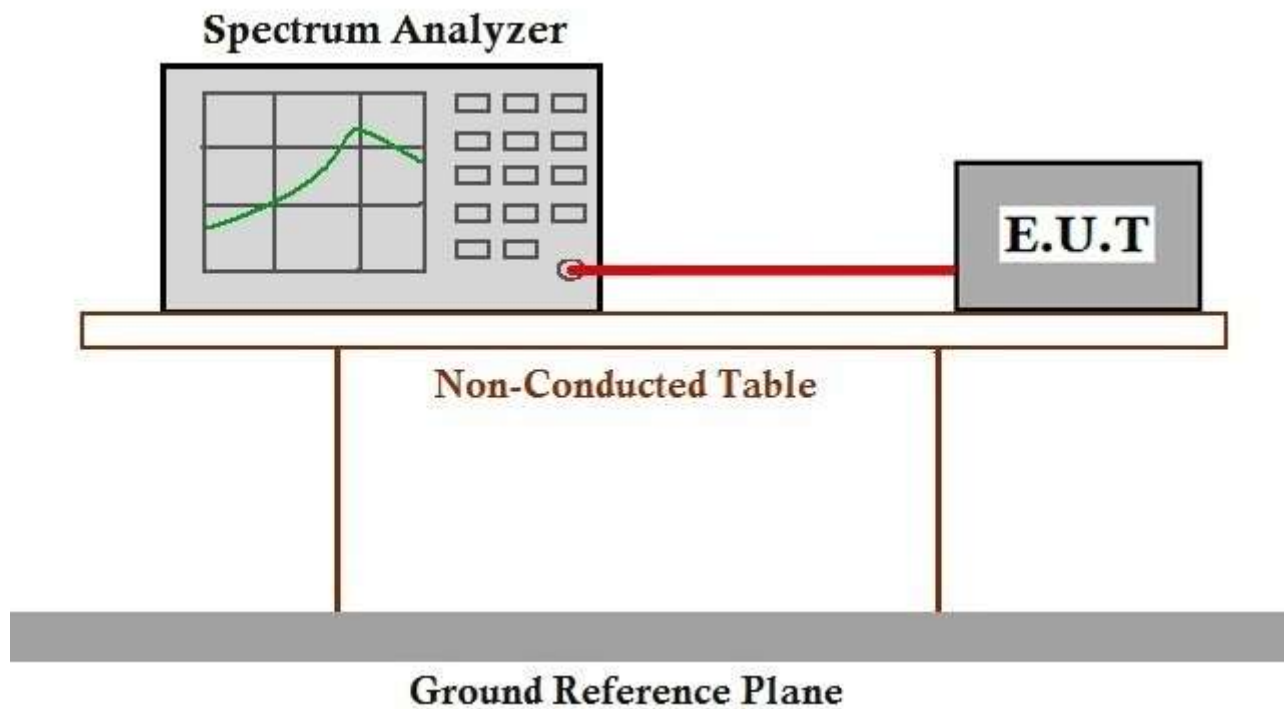 Spectrum Analyzer
E.U.T
Non-Conducted Table
Ground Reference Plane